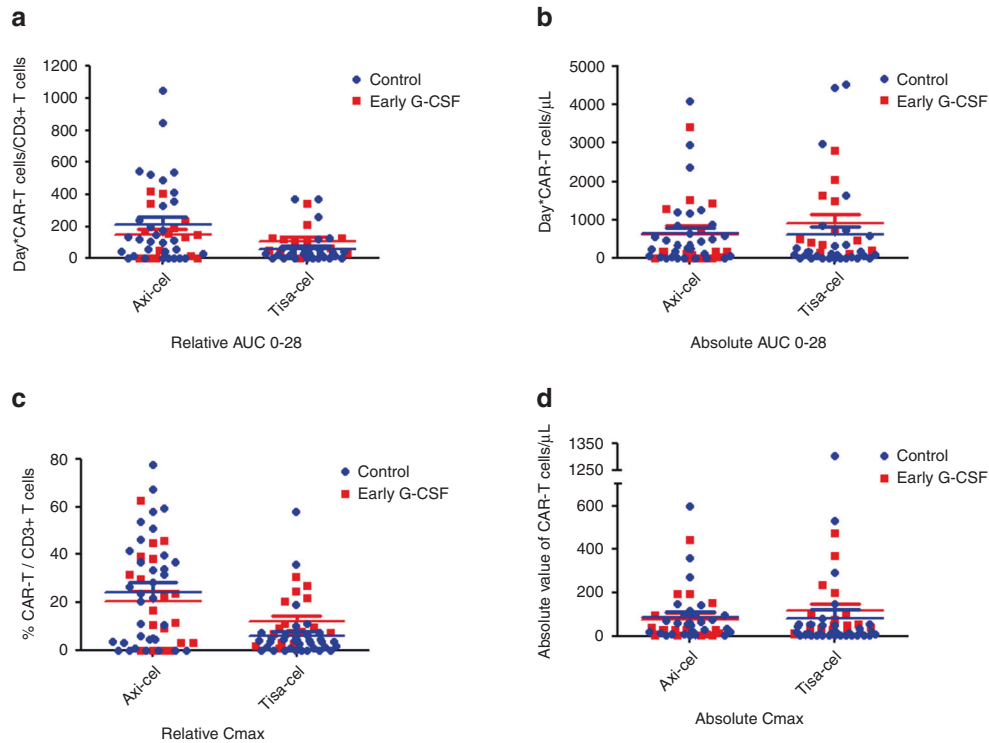 a
Day*CAR-T cells/CD3+ T cells
1200
1000
800
600
400
200
0
Control
Early G-CSF
Axi-cel
Tisa-cel
Relative AUC 0-28
b
Day*CAR-T cells/μL
5000
4000
3000
2000
1000
0
Control
Early G-CSF
Axi-cel
Tisa-cel
Absolute AUC 0-28
c
% CAR-T / CD3+ T cells
80
60
40
20
0
Control
Early G-CSF
Axi-cel
Tisa-cel
Relative Cmax
d
Absolute value of CAR-T cells/μL
1350
1250
600
400
200
0
Control
Early G-CSF
Axi-cel
Tisa-cel
Absolute Cmax